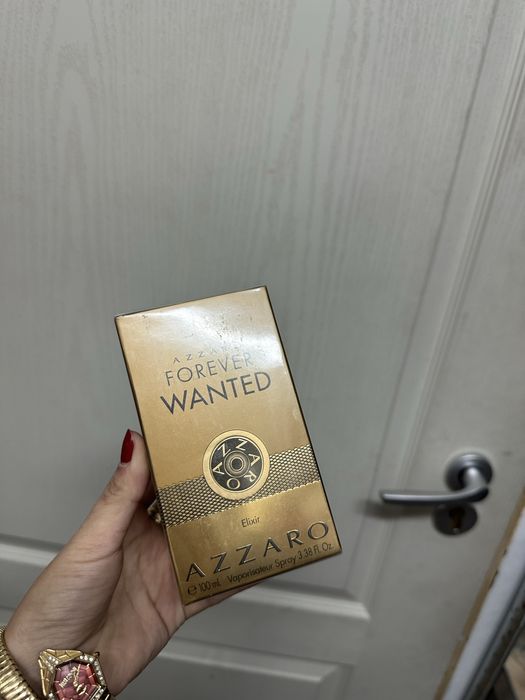 AZZARO
FOREVER
WANTED
AZZARO
Elixir
AZZARO
e 100 mL Vaporisateur Spray 3.38 Fl. Oz.